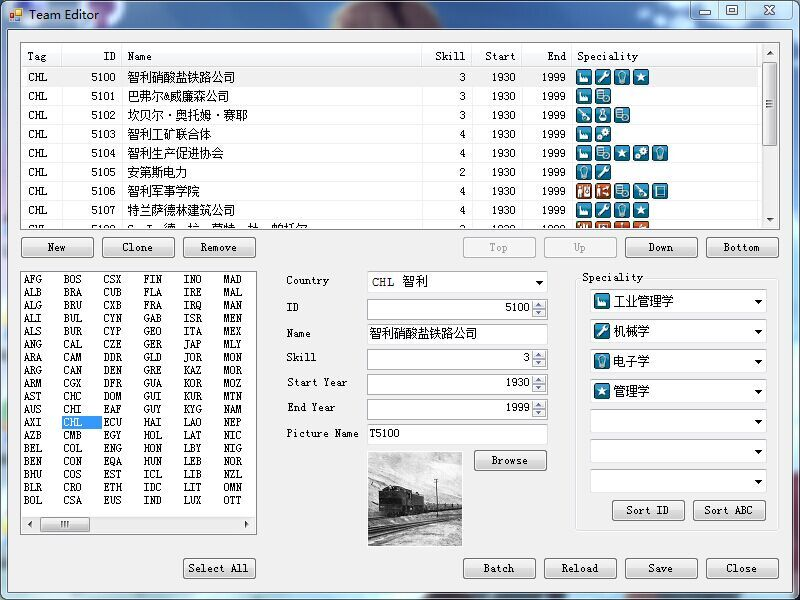 Team Editor
Tag ID Name Skill Start End Speciality
CHL 5100 智利硝酸盐铁路公司 3 1930 1999
CHL 5101 巴弗尔&威廉森公司 3 1930 1999
CHL 5102 坎贝尔·奥托姆·赛耶 3 1930 1999
CHL 5103 智利工矿联合体 4 1930 1999
CHL 5104 智利生产促进协会 4 1930 1999
CHL 5105 安第斯电力 2 1930 1999
CHL 5106 智利军事学院 4 1930 1999
CHL 5107 特兰萨德林建筑公司 4 1930 1999
New Clone Remove Top Up Down Bottom
AFG BOS CSX FIN INO MAD
ALB BRA CUB FLA IRE MAL
ALG BRU CXB FRA IRQ MAN
ALI BUL CYN GAB ISR MEN
ALS BUR CYP GEO ITA MEX
ANG CAL CZE GER JAP MLY
ARA CAM DDR GLD JOR MON
ARG CAN DEN GRE KAZ MOR
ARM CGX DFR GUA KOR MOZ
AST CHC DOM GUI KUR MTN
AUS CHI EAF GUY KYG NAM
AXI CHL ECU HAI LAO NEP
AZB CMB EGY HOL LAT NIC
BEL COL ENG HON LBY NIG
BEN CON EQA HUN LEB NOR
BHU COS EST ICL LIB NZL
BLR CRO ETH IDC LIT OMN
BOL CSA EUS IND LUX OTT
Select All
Country CHL 智利
ID 5100
Name 智利硝酸盐铁路公司
Skill 3
Start Year 1930
End Year 1999
Picture Name T5100
Browse
Speciality
工业管理学
机械学
电子学
管理学
Sort ID Sort ABC
Batch Reload Save Close